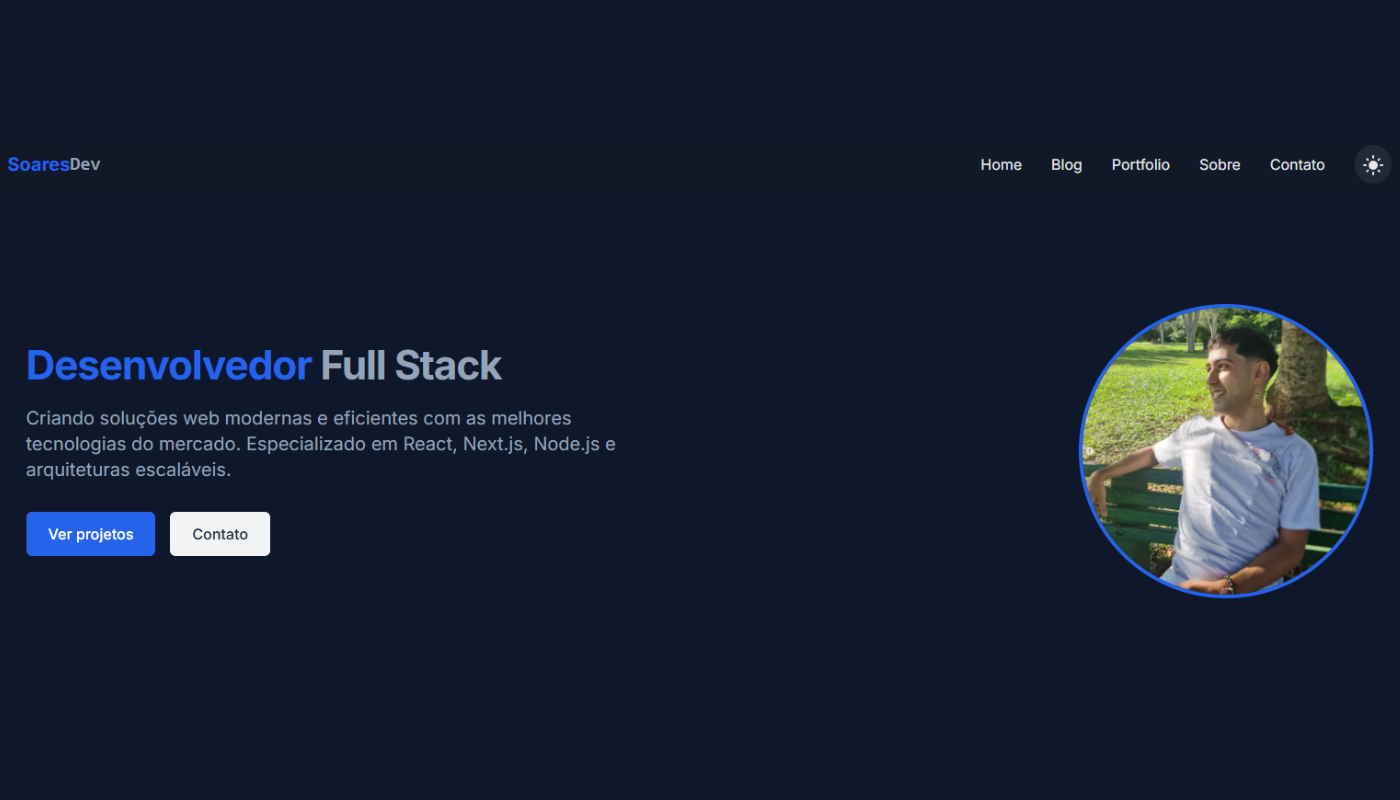 SoaresDev
Home Blog Portfolio Sobre Contato
Desenvolvedor Full Stack
Criando soluções web modernas e eficientes com as melhores
tecnologias do mercado. Especializado em React, Next.js, Node.js e
arquiteturas escaláveis.
Ver projetos Contato